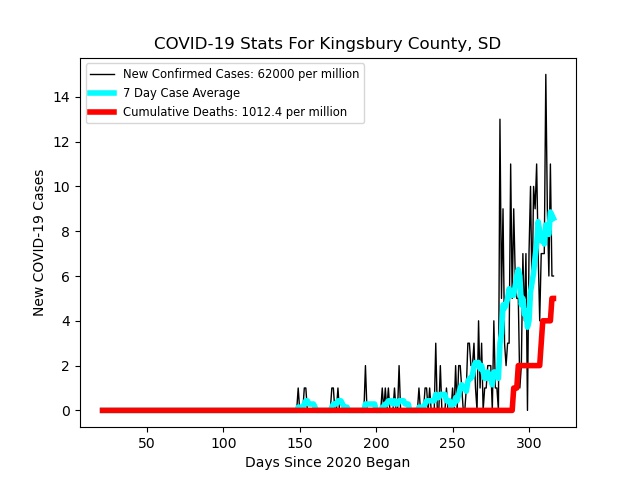 COVID-19 Stats For Kingsbury County, SD
New Confirmed Cases: 62000 per million
7 Day Case Average
Cumulative Deaths: 1012.4 per million
New COVID-19 Cases
14
12
10
8
6
4
2
0
50 100 150 200 250 300
Days Since 2020 Began